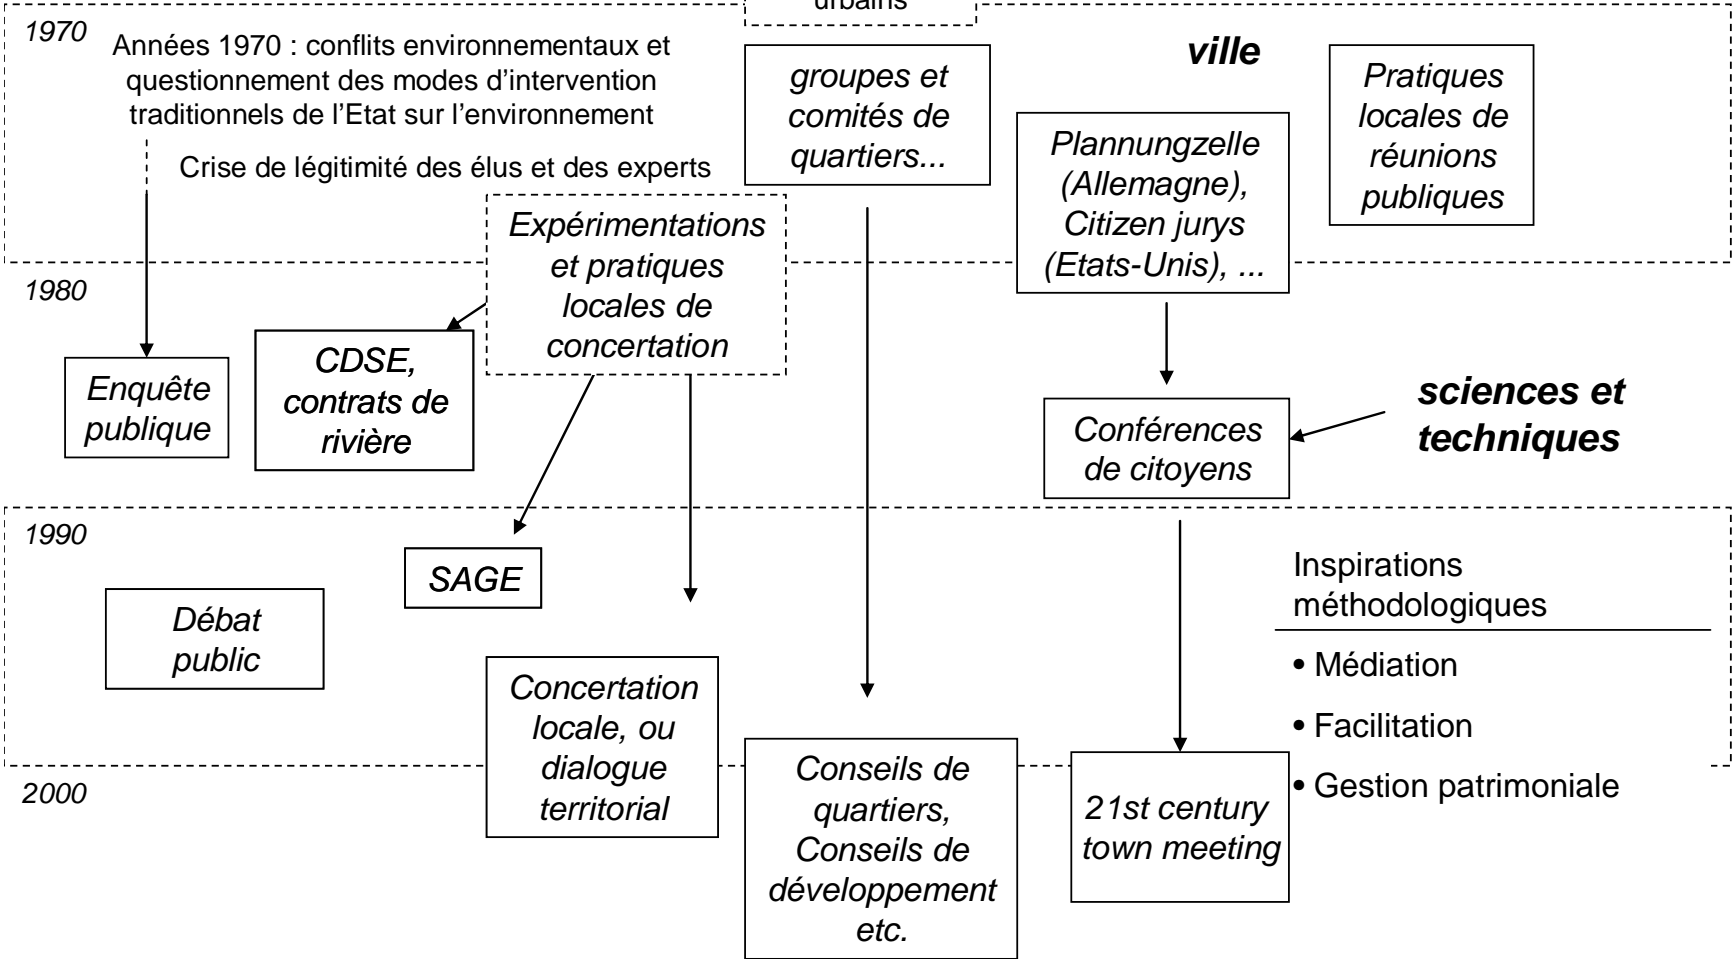 urbains
1970
Années 1970 : conflits environnementaux et
questionnement des modes d’intervention
traditionnels de l’Etat sur l’environnement
Crise de légitimité des élus et des experts
groupes et
comités de
quartiers...
ville
Plannungzelle
(Allemagne),
Citizen jurys
(Etats-Unis), ...
Pratiques
locales de
réunions
publiques
Expérimentations
et pratiques
locales de
concertation
1980
Enquête
publique
CDSE,
contrats de
rivière
Conférences
de citoyens
sciences et
techniques
1990
SAGE
Débat
public
Concertation
locale, ou
dialogue
territorial
Conseils de
quartiers,
Conseils de
développement
etc.
21st century
town meeting
Inspirations
méthodologiques
• Médiation
• Facilitation
• Gestion patrimoniale
2000